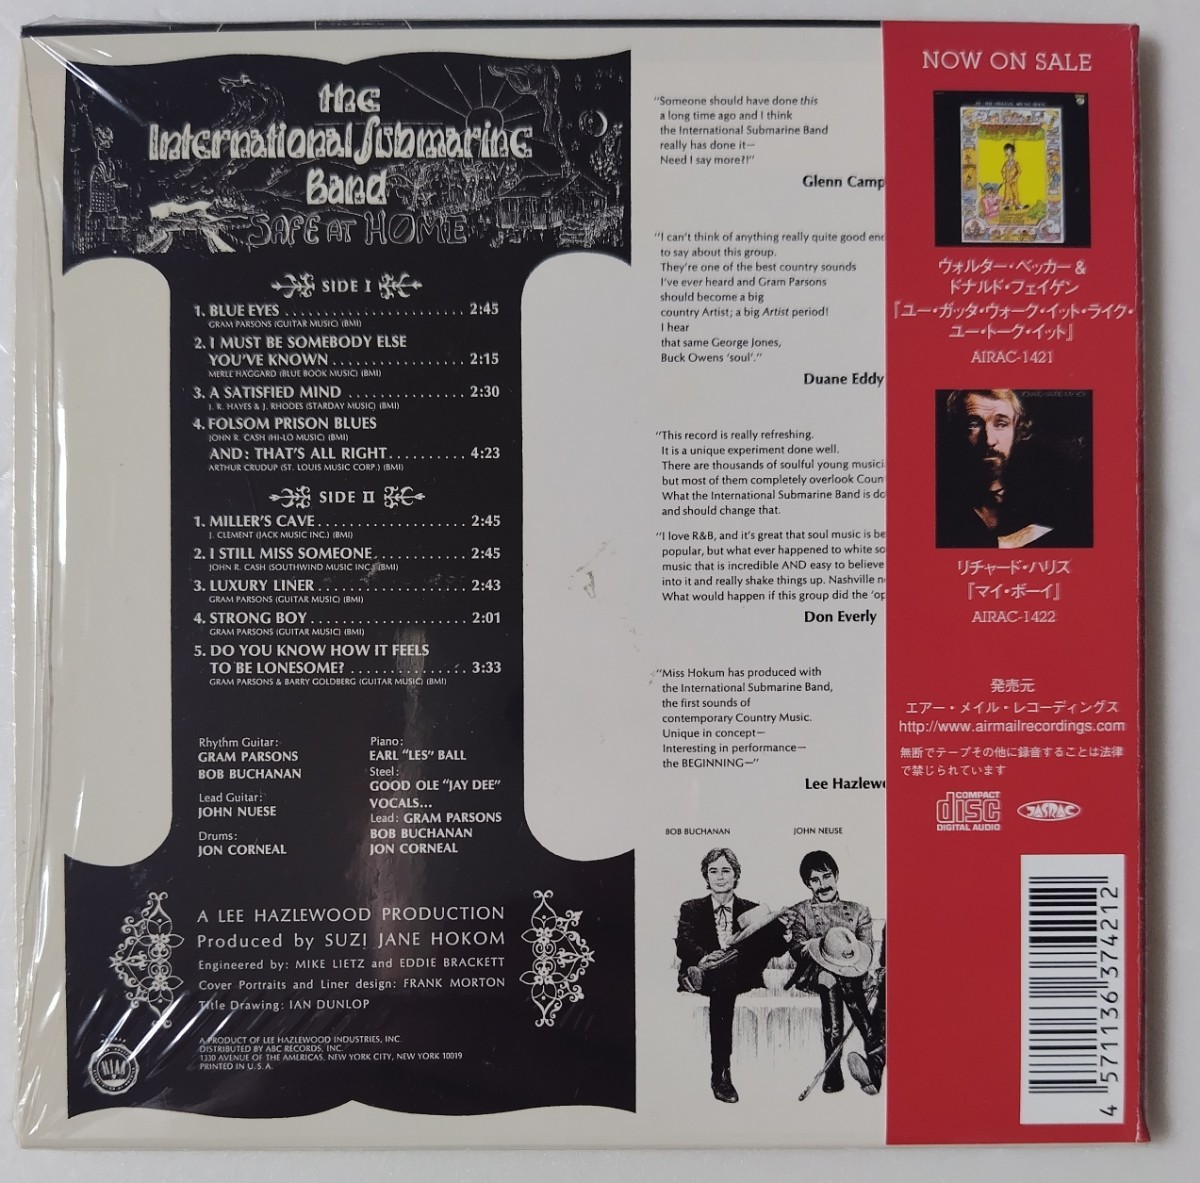 the
International Submarine
Band
SAFE AT HOME
SIDE I
1. BLUE EYES ........................ 2:45
GRAM PARSONS (GUITAR MUSIC) (BMI)
2. I MUST BE SOMEBODY ELSE
YOU'VE KNOWN .................. 2:15
MERLE HAGGARD (BLUE BOOK MUSIC) (BMI)
3. A SATISFIED MIND ............... 2:30
J. R. HAYES & J. RHODES (STARDAY MUSIC) (BMI)
4. FOLSOM PRISON BLUES
JOHN R. CASH (HI-LO MUSIC) (BMI)
AND: THAT'S ALL RIGHT.......... 4:23
ARTHUR CRUDUP (ST. LOUIS MUSIC CORP.) (BMI)
SIDE II
1. MILLER'S CAVE ................... 2:45
J. CLEMENT (JACK MUSIC INC.) (BMI)
2. I STILL MISS SOMEONE............ 2:45
JOHN R. CASH (SOUTHWIND MUSIC INC.) (BMI)
3. LUXURY LINER ................... 2:43
GRAM PARSONS (GUITAR MUSIC) (BMI)
4. STRONG BOY .................... 2:01
GRAM PARSONS (GUITAR MUSIC) (BMI)
5. DO YOU KNOW HOW IT FEELS
TO BE LONESOME? ............... 3:33
GRAM PARSONS & BARRY GOLDBERG (GUITAR MUSIC) (BMI)
Rhythm Guitar:
GRAM PARSONS
BOB BUCHANAN
Lead Guitar:
JOHN NUESE
Drums:
JON CORNEAL
Piano:
EARL "LES" BALL
Steel:
GOOD OLE "JAY DEE"
VOCALS...
Lead: GRAM PARSONS
BOB BUCHANAN
JON CORNEAL
A LEE HAZLEWOOD PRODUCTION
Produced by SUZI JANE HOKOM
Engineered by: MIKE LIETZ and EDDIE BRACKETT
Cover Portraits and Liner design: FRANK MORTON
Title Drawing: IAN DUNLOP
A PRODUCT OF LEE HAZLEWOOD INDUSTRIES, INC.
DISTRIBUTED BY ABC RECORDS, INC.
1330 AVENUE OF THE AMERICAS, NEW YORK CITY, NEW YORK 10019
PRINTED IN U.S.A.
"Someone should have done this
a long time ago and I think
the International Submarine Band
really has done it—
Need I say more?!"
Glenn Camp
"I can't think of anything really quite good eno
to say about this group.
They're one of the best country sounds
I've ever heard and Gram Parsons
should become a big
country Artist; a big Artist period!
I hear
that same George Jones,
Buck Owens 'soul'."
Duane Eddy
"This record is really refreshing.
It is a unique experiment done well.
There are thousands of soulful young musici
but most of them completely overlook Coun
What the International Submarine Band is do
and should change that.
"I love R&B, and it's great that soul music is be
popular, but what ever happened to white so
music that is incredible AND easy to believe
into it and really shake things up. Nashville n
What would happen if this group did the 'op
Don Everly
"Miss Hokum has produced with
the International Submarine Band,
the first sounds of
contemporary Country Music.
Unique in concept—
Interesting in performance—
the BEGINNING—"
Lee Hazlewo
BOB BUCHANAN
JOHN NEUSE
NOW ON SALE
ヴォルター・ベッカー＆
ドナルド・フェイゲン
『ユー・ガッタ・ウォーク・イット・ライク・
ユー・トーク・イット』
AIRAC-1421
リチャード・ハリス
『マイ・ボーイ』
AIRAC-1422
発売元
エアー・メイル・レコーディングス
http://www.airmailrecordings.com
無断でテープその他に録音することは法律
で禁じられています
COMPACT
disc
DIGITAL AUDIO
JASRAC
4 571136 374212